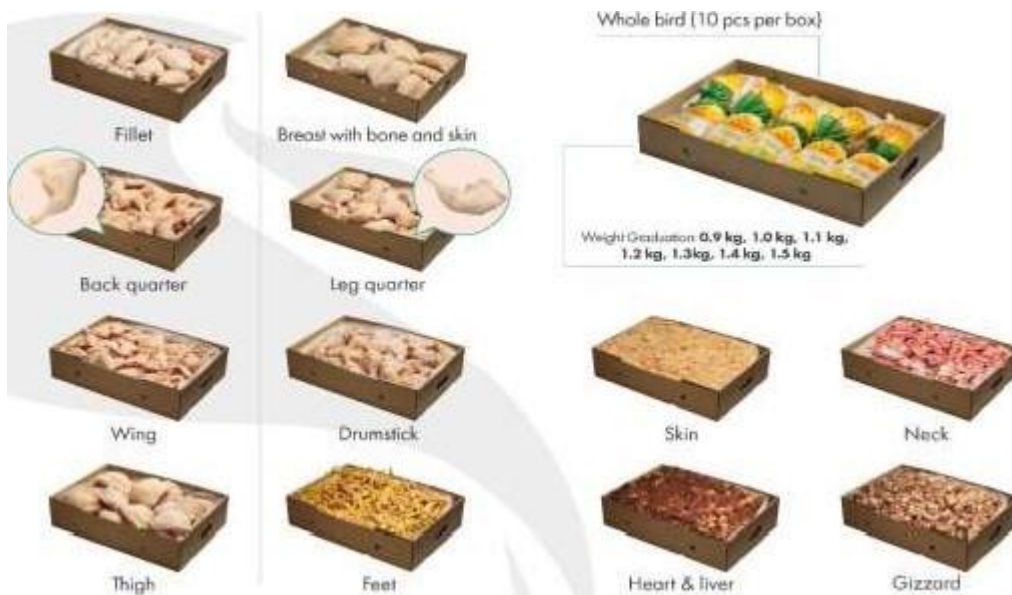 Whole bird (10 pcs per box)
Fillet
Breast with bone and skin
Weight Graduation: 0.9 kg, 1.0 kg, 1.1 kg,
1.2 kg, 1.3kg, 1.4 kg, 1.5 kg
Back quarter
Leg quarter
Wing
Drumstick
Skin
Neck
Thigh
Feet
Heart & liver
Gizzard